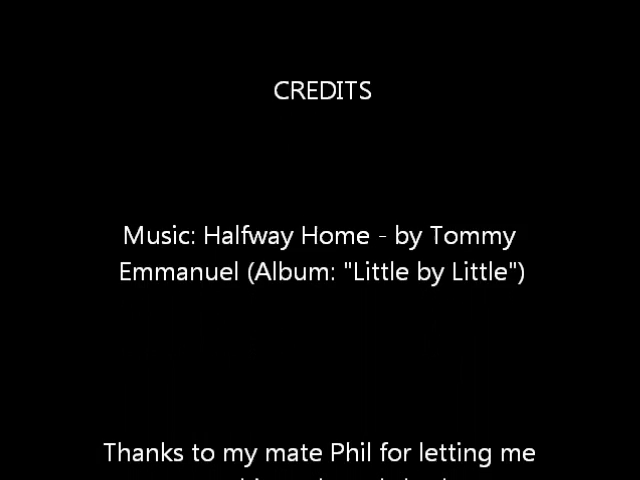 CREDITS
Music: Halfway Home - by Tommy
Emmanuel (Album: "Little by Little")
Thanks to my mate Phil for letting me